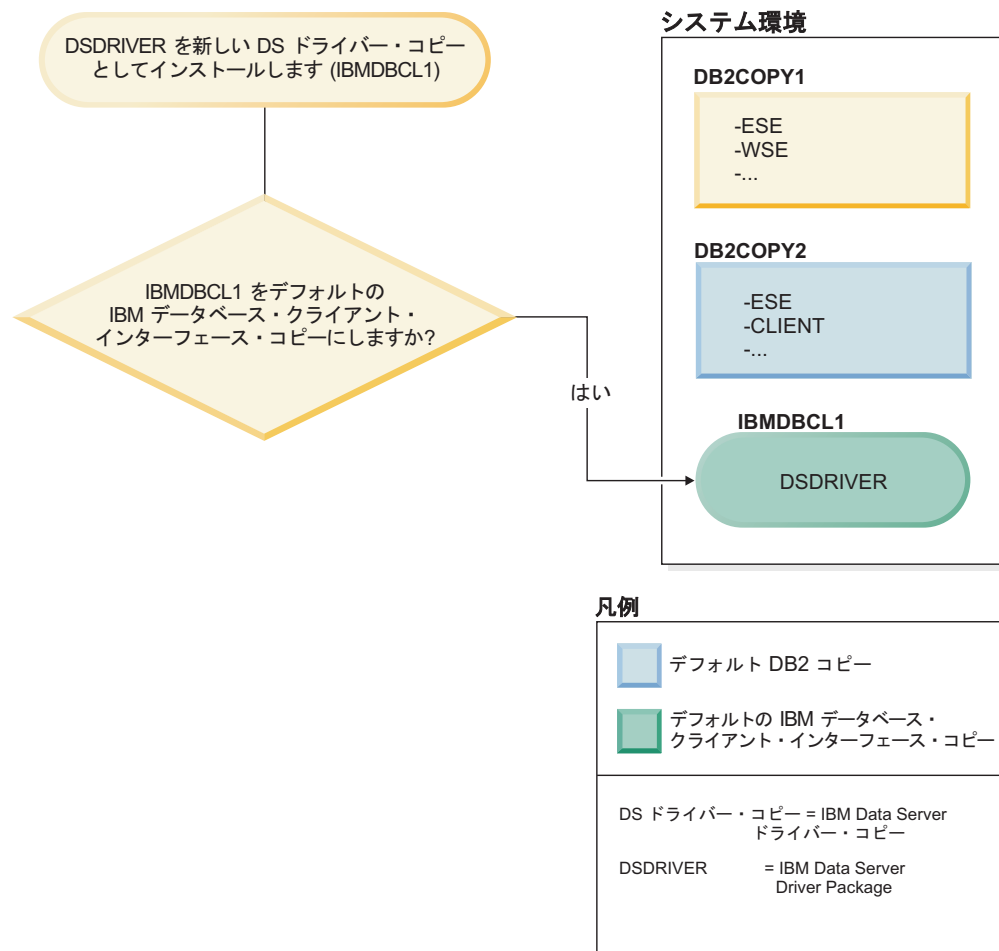 DSDRIVER を新しい DS ドライバー・コピー
としてインストールします (IBMDBCL1)
IBMDBCL1 をデフォルトの
IBM データベース・クライアント・
インターフェース・コピーにしますか?
はい
システム環境
DB2COPY1
-ESE
-WSE
-...
DB2COPY2
-ESE
-CLIENT
-...
IBMDBCL1
DSDRIVER
凡例
デフォルト DB2 コピー
デフォルトの IBM データベース・
クライアント・インターフェース・コピー
DS ドライバー・コピー = IBM Data Server
ドライバー・コピー
DSDRIVER = IBM Data Server
Driver Package